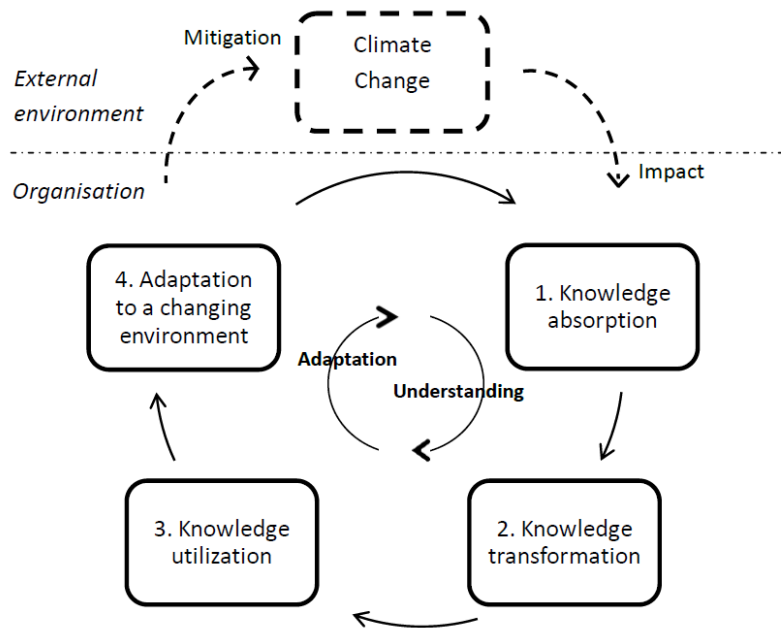 Mitigation
Climate
Change
External
environment
Impact
Organisation
4. Adaptation
to a changing
environment
1. Knowledge
absorption
Adaptation
Understanding
3. Knowledge
utilization
2. Knowledge
transformation